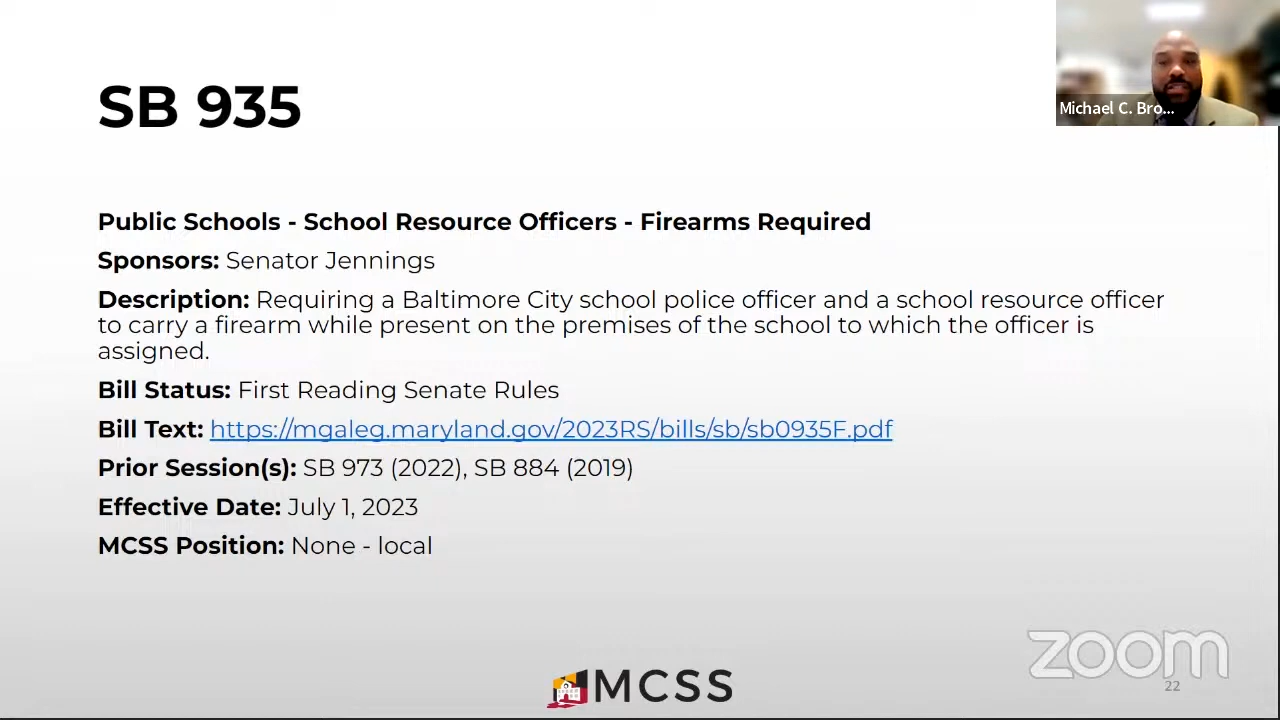 SB 935
Michael C. Bro...
Public Schools - School Resource Officers - Firearms Required
Sponsors: Senator Jennings
Description: Requiring a Baltimore City school police officer and a school resource officer
to carry a firearm while present on the premises of the school to which the officer is
assigned.
Bill Status: First Reading Senate Rules
Bill Text: https://mgaleg.maryland.gov/2023RS/bills/sb/sb0935F.pdf
Prior Session(s): SB 973 (2022), SB 884 (2019)
Effective Date: July 1, 2023
MCSS Position: None - local
zoom
22
MCSS